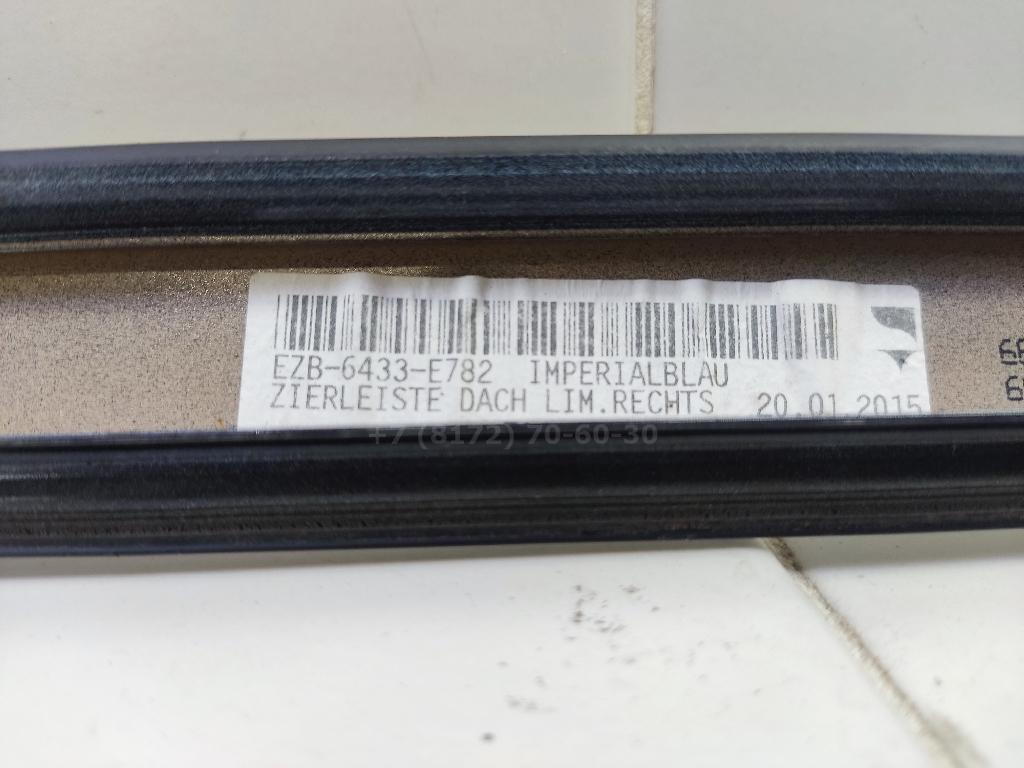 EZB-6433-E782 IMPERIALBLAU
ZIERLEISTE DACH LIM.RECHTS 20.01.2015
+7 (8172) 70-60-30